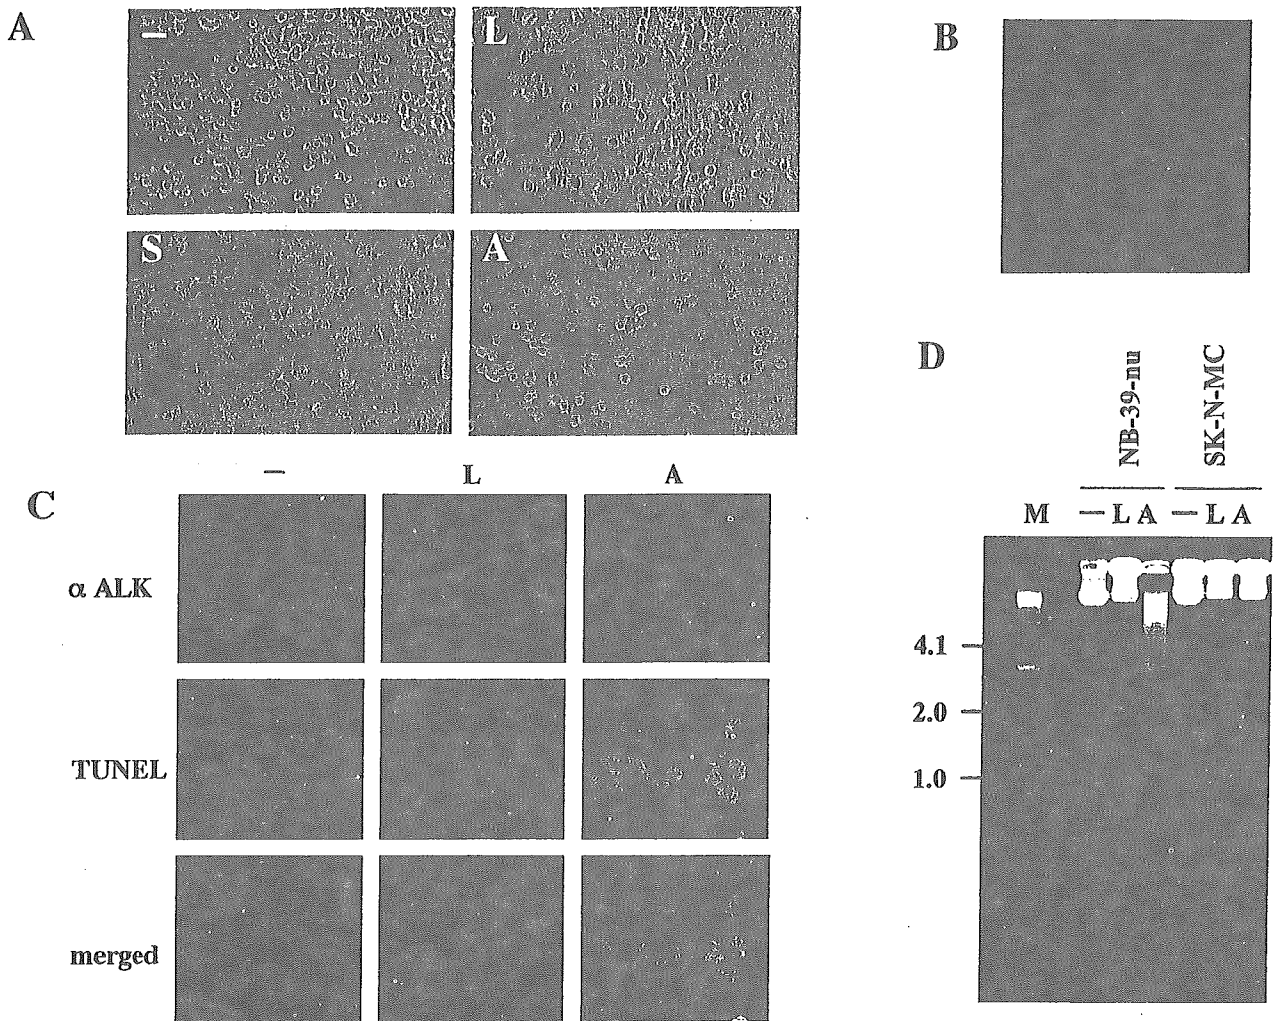 A
–
L
S
A
B
C
– L A
α ALK
TUNEL
merged
D
NB-39-nu
SK-N-MC
M – L A – L A
4.1
2.0
1.0